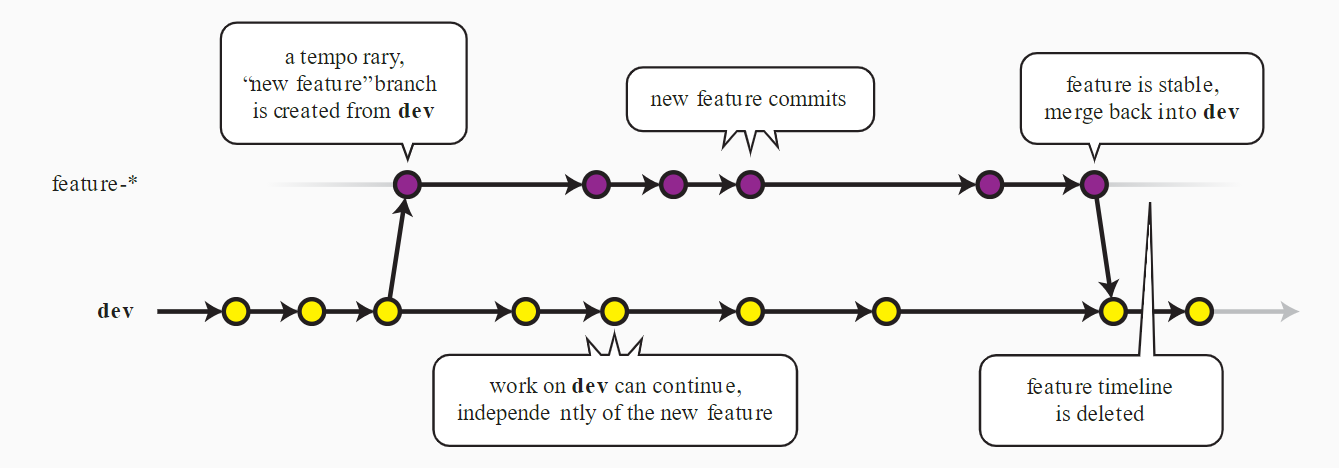 a tempo rary,
“new feature” branch
is created from dev
new feature commits
feature is stable,
merge back into dev
feature-*
dev
work on dev can continue,
independe ntly of the new feature
feature timeline
is deleted